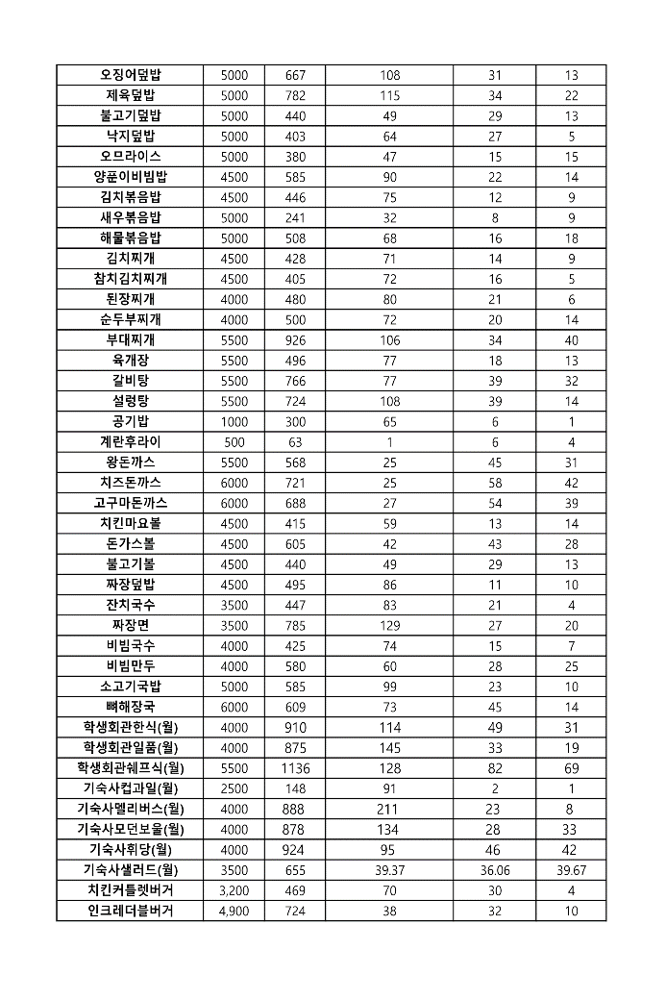 오징어덮밥 5000 667 108 31 13
제육덮밥 5000 782 115 34 22
불고기덮밥 5000 440 49 29 13
낙지덮밥 5000 403 64 27 5
오므라이스 5000 380 47 15 15
양푼이비빔밥 4500 585 90 22 14
김치볶음밥 4500 446 75 12 9
새우볶음밥 5000 241 32 8 9
해물볶음밥 5000 508 68 16 18
김치찌개 4500 428 71 14 9
참치김치찌개 4500 405 72 16 5
된장찌개 4000 480 80 21 6
순두부찌개 4000 500 72 20 14
부대찌개 5500 926 106 34 40
육개장 5500 496 77 18 13
갈비탕 5500 766 77 39 32
설렁탕 5500 724 108 39 14
공기밥 1000 300 65 6 1
계란후라이 500 63 1 6 4
왕돈까스 5500 568 25 45 31
치즈돈까스 6000 721 25 58 42
고구마돈까스 6000 688 27 54 39
치킨마요볼 4500 415 59 13 14
돈가스볼 4500 605 42 43 28
불고기볼 4500 440 49 29 13
짜장덮밥 4500 495 86 11 10
잔치국수 3500 447 83 21 4
짜장면 3500 785 129 27 20
비빔국수 4000 425 74 15 7
비빔만두 4000 580 60 28 25
소고기국밥 5000 585 99 23 10
뼈해장국 6000 609 73 45 14
학생회관한식(월) 4000 910 114 49 31
학생회관일품(월) 4000 875 145 33 19
학생회관쉐프식(월) 5500 1136 128 82 69
기숙사컵과일(월) 2500 148 91 2 1
기숙사멜리버스(월) 4000 888 211 23 8
기숙사모던보울(월) 4000 878 134 28 33
기숙사휘당(월) 4000 924 95 46 42
기숙사샐러드(월) 3500 655 39.37 36.06 39.67
치킨커틀렛버거 3,200 469 70 30 4
인크레더블버거 4,900 724 38 32 10